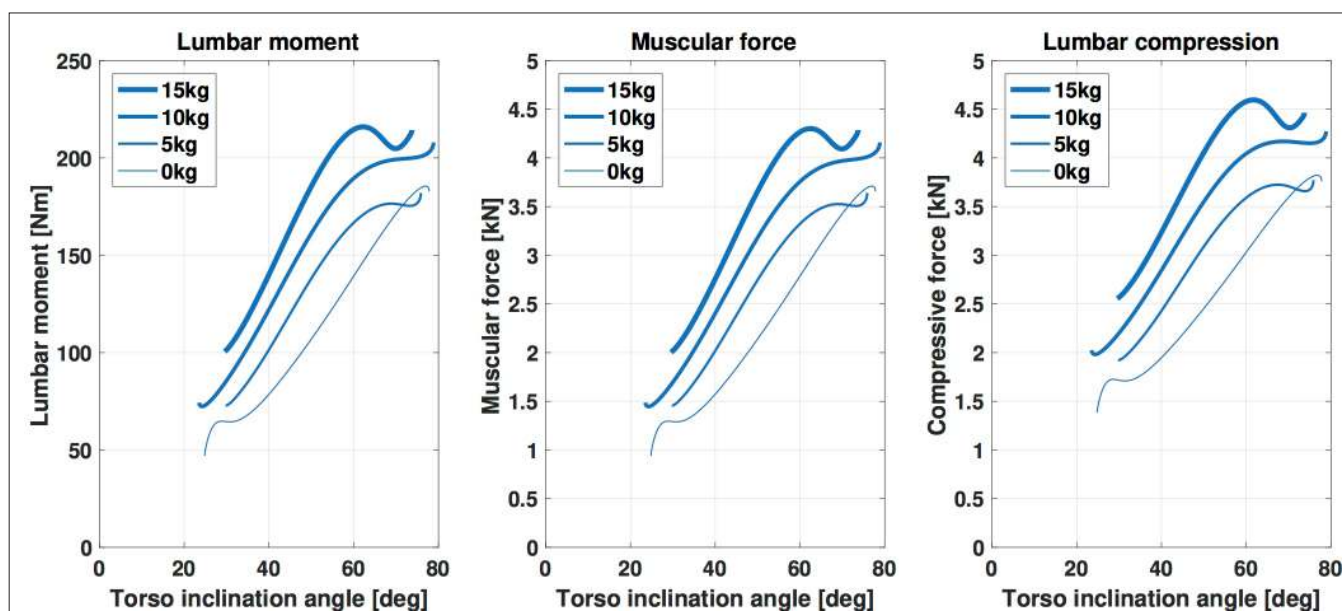 Lumbar moment
250
200
150
100
50
0
Lumbar moment [Nm]
15kg
10kg
5kg
0kg
0 20 40 60 80
Torso inclination angle [deg]
Muscular force
5
4.5
4
3.5
3
2.5
2
1.5
1
0.5
0
Muscular force [kN]
15kg
10kg
5kg
0kg
0 20 40 60 80
Torso inclination angle [deg]
Lumbar compression
5
4.5
4
3.5
3
2.5
2
1.5
1
0.5
0
Compressive force [kN]
15kg
10kg
5kg
0kg
0 20 40 60 80
Torso inclination angle [deg]